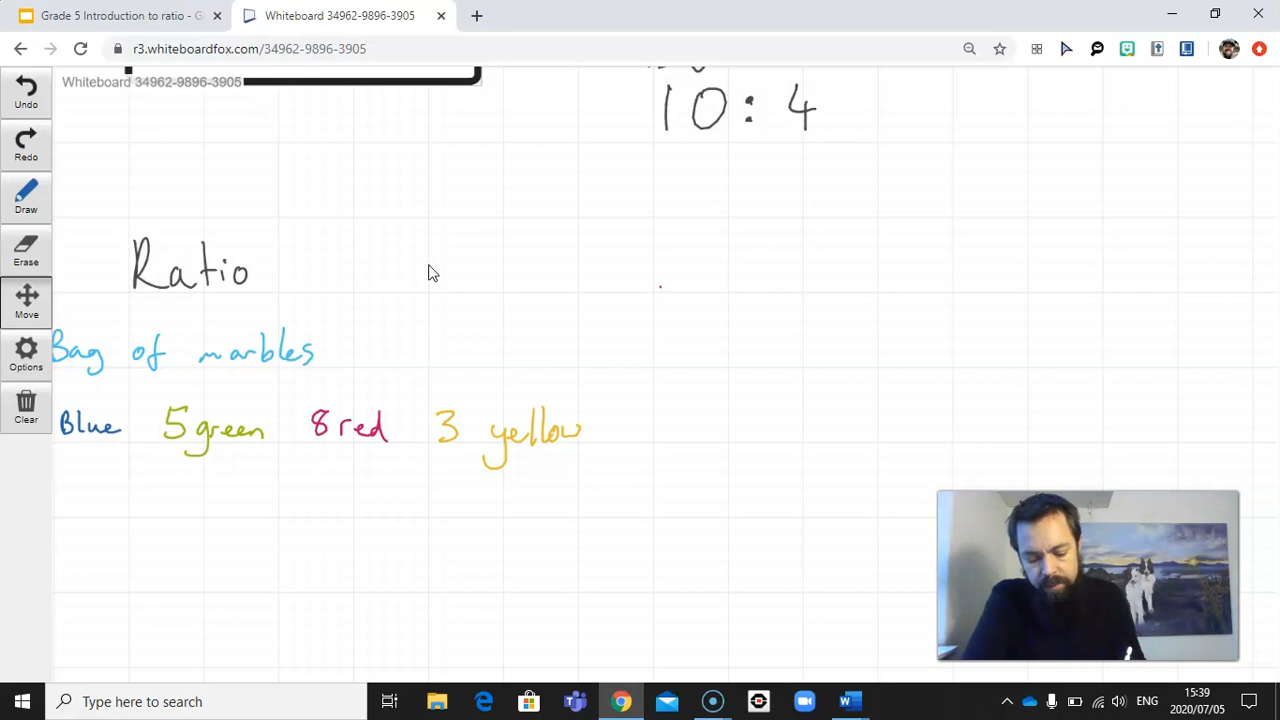 Grade 5 Introduction to ratio - G
Whiteboard 34962-9896-3905
r3.whiteboardfox.com/34962-9896-3905
Undo
Redo
Draw
Erase
Move
Options
Clear
Whiteboard 34962-9896-3905
10 : 4
Ratio
Bag of marbles
Blue 5 green 8 red 3 yellow
Type here to search
ENG
15:39
2020/07/05